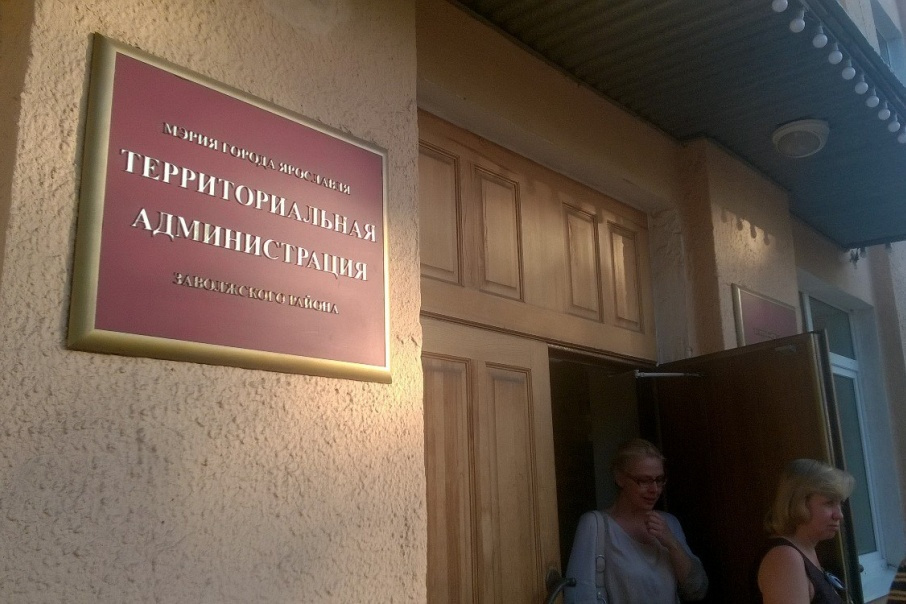 МЭРИЯ ГОРОДА ЯРОСЛАВЛЯ
ТЕРРИТОРИАЛЬНАЯ
АДМИНИСТРАЦИЯ
ЗАВОЛЖСКОГО РАЙОНА